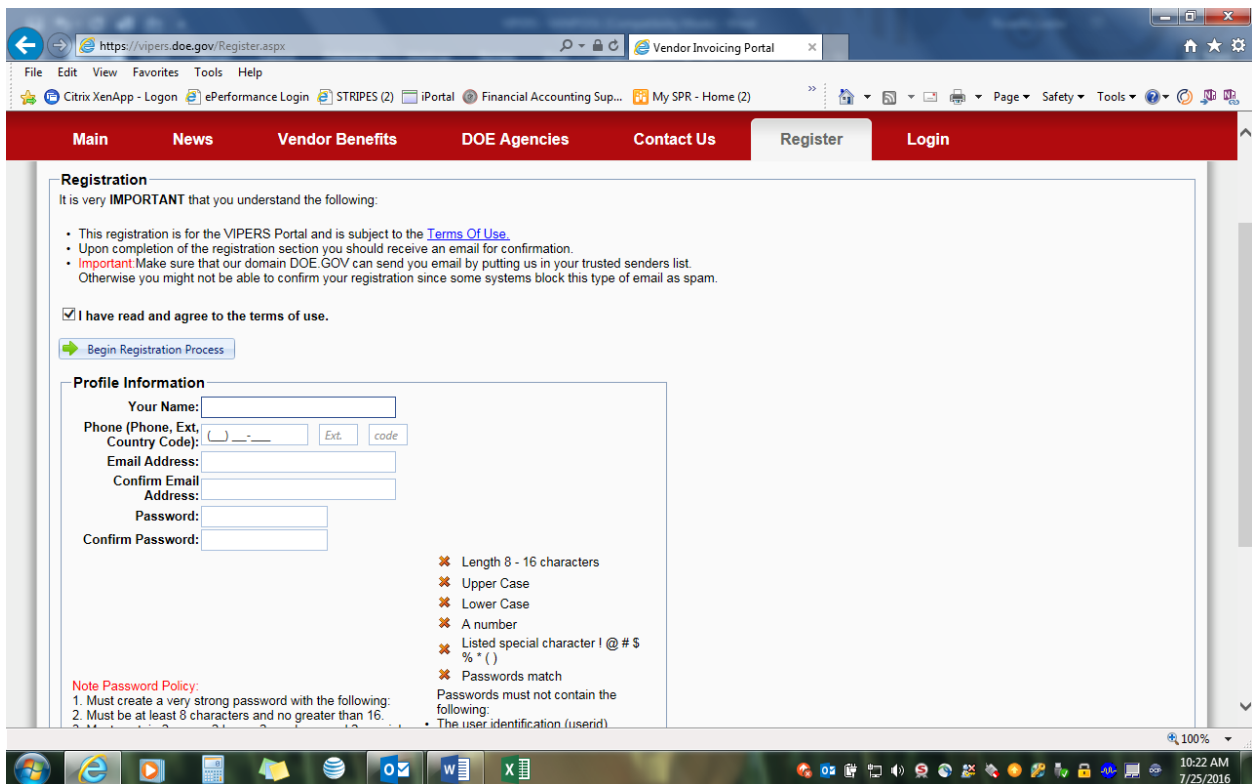 https://vipers.doe.gov/Register.aspx
Vendor Invoicing Portal
File Edit View Favorites Tools Help
Citrix XenApp - Logon ePerformance Login STRIPES (2) iPortal Financial Accounting Sup... My SPR - Home (2) » Page Safety Tools
Main News Vendor Benefits DOE Agencies Contact Us Register Login
Registration
It is very IMPORTANT that you understand the following:
• This registration is for the VIPERS Portal and is subject to the Terms Of Use.
• Upon completion of the registration section you should receive an email for confirmation.
• Important:Make sure that our domain DOE.GOV can send you email by putting us in your trusted senders list.
Otherwise you might not be able to confirm your registration since some systems block this type of email as spam.
I have read and agree to the terms of use.
Begin Registration Process
Profile Information
Your Name:
Phone (Phone, Ext,
Country Code): (__) __-___ Ext. code
Email Address:
Confirm Email
Address:
Password:
Confirm Password:
Length 8 - 16 characters
Upper Case
Lower Case
A number
Listed special character ! @ # $
% * ( )
Passwords match
Passwords must not contain the
following:
• The user identification (userid)
Note Password Policy:
1. Must create a very strong password with the following:
2. Must be at least 8 characters and no greater than 16.
100%
10:22 AM
7/25/2016